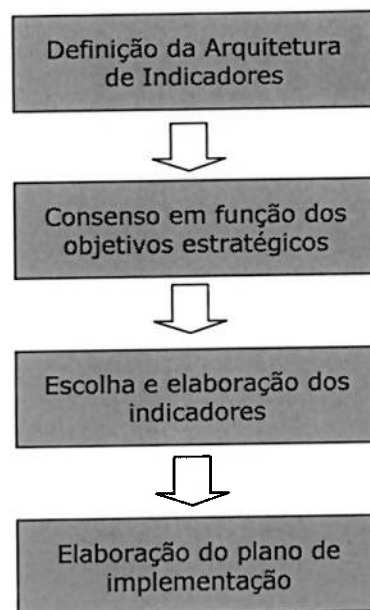 Definição da Arquitetura
de Indicadores
Consenso em função dos
objetivos estratégicos
Escolha e elaboração dos
indicadores
Elaboração do plano de
implementação